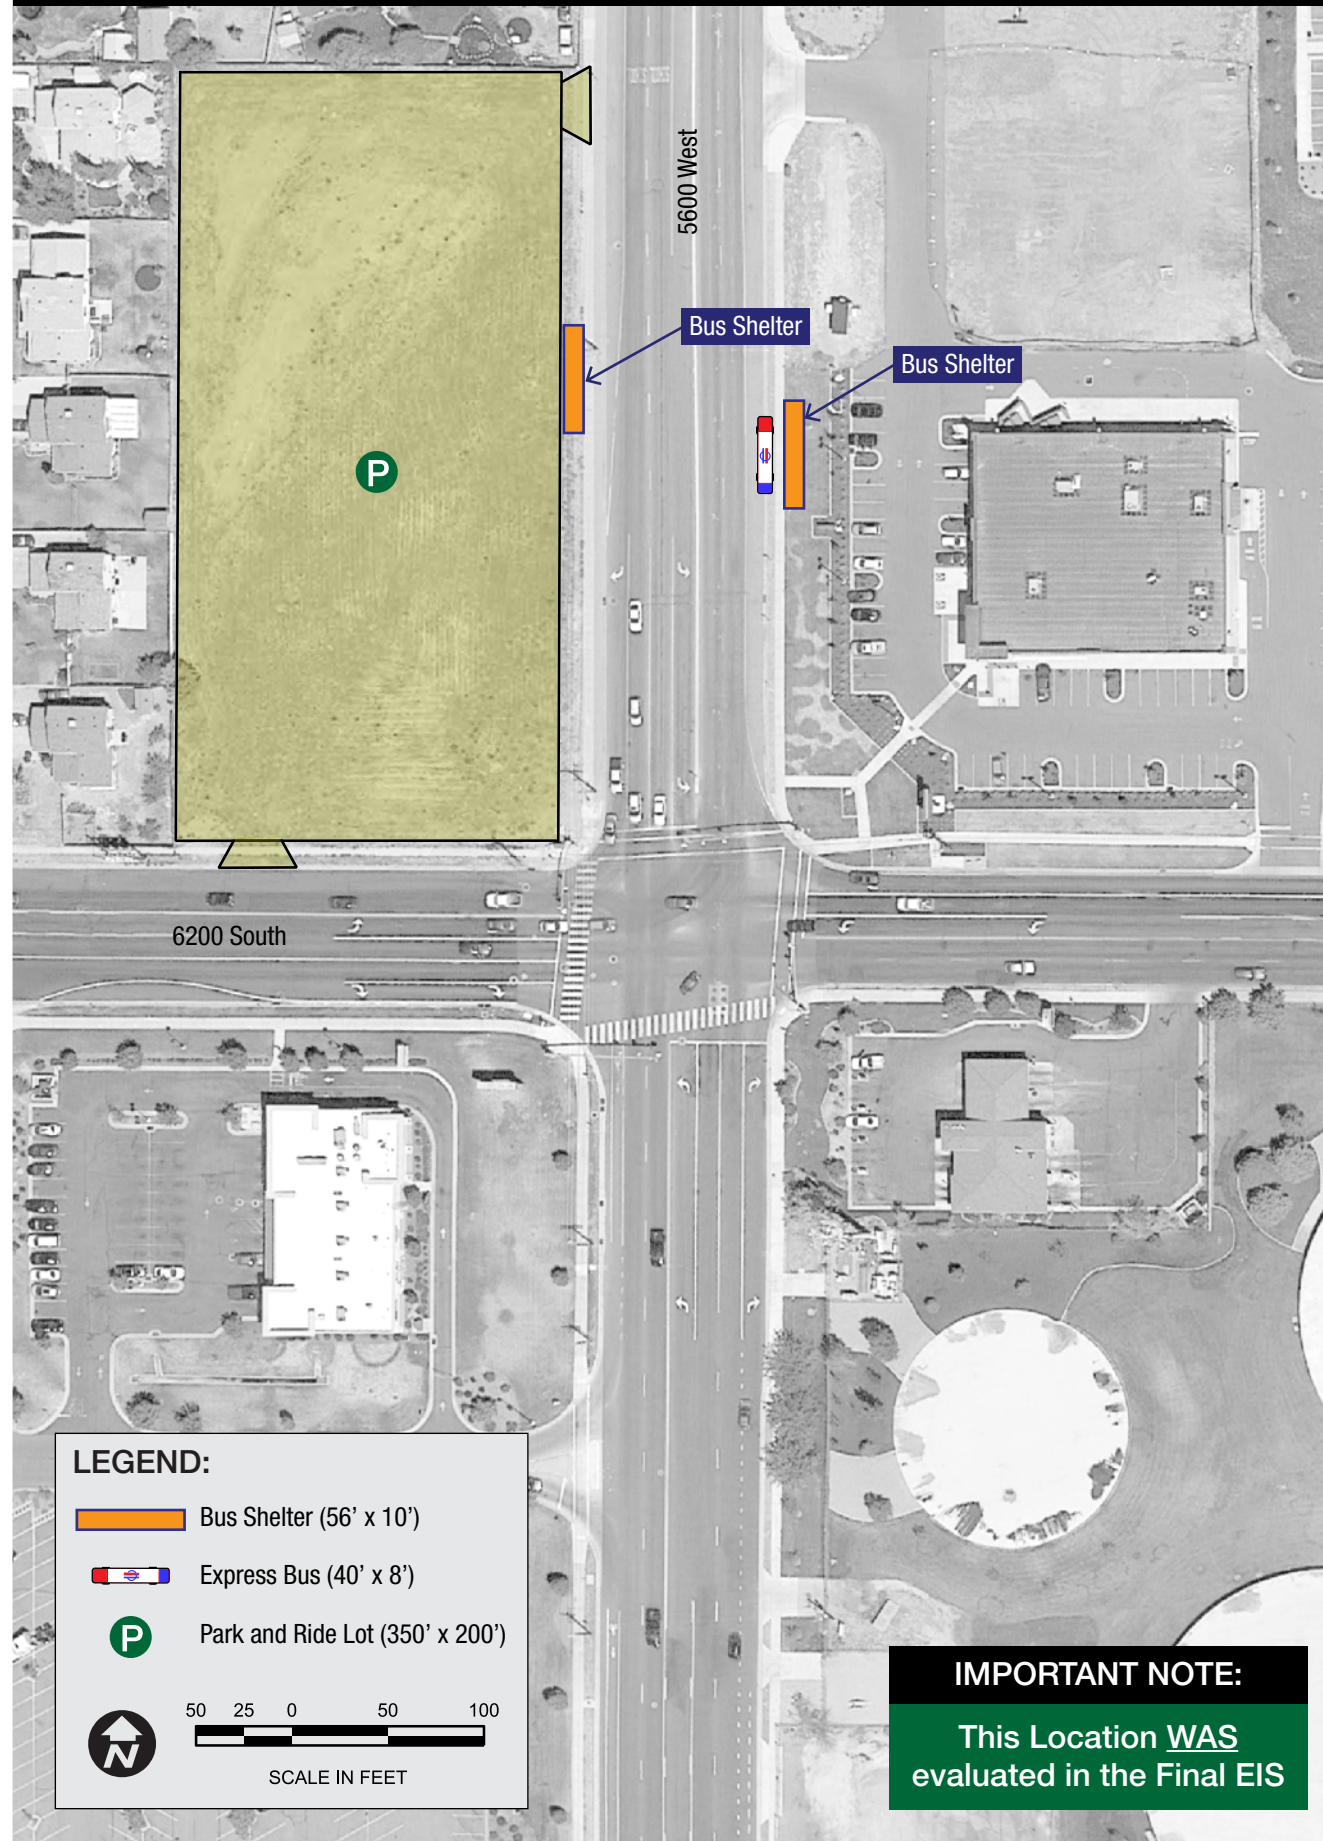 5600 West
Bus Shelter
Bus Shelter
P
6200 South
LEGEND:
Bus Shelter (56’ x 10’)
Express Bus (40’ x 8’)
P
Park and Ride Lot (350’ x 200’)
50 25 0 50 100
N
SCALE IN FEET
IMPORTANT NOTE:
This Location WAS
evaluated in the Final EIS